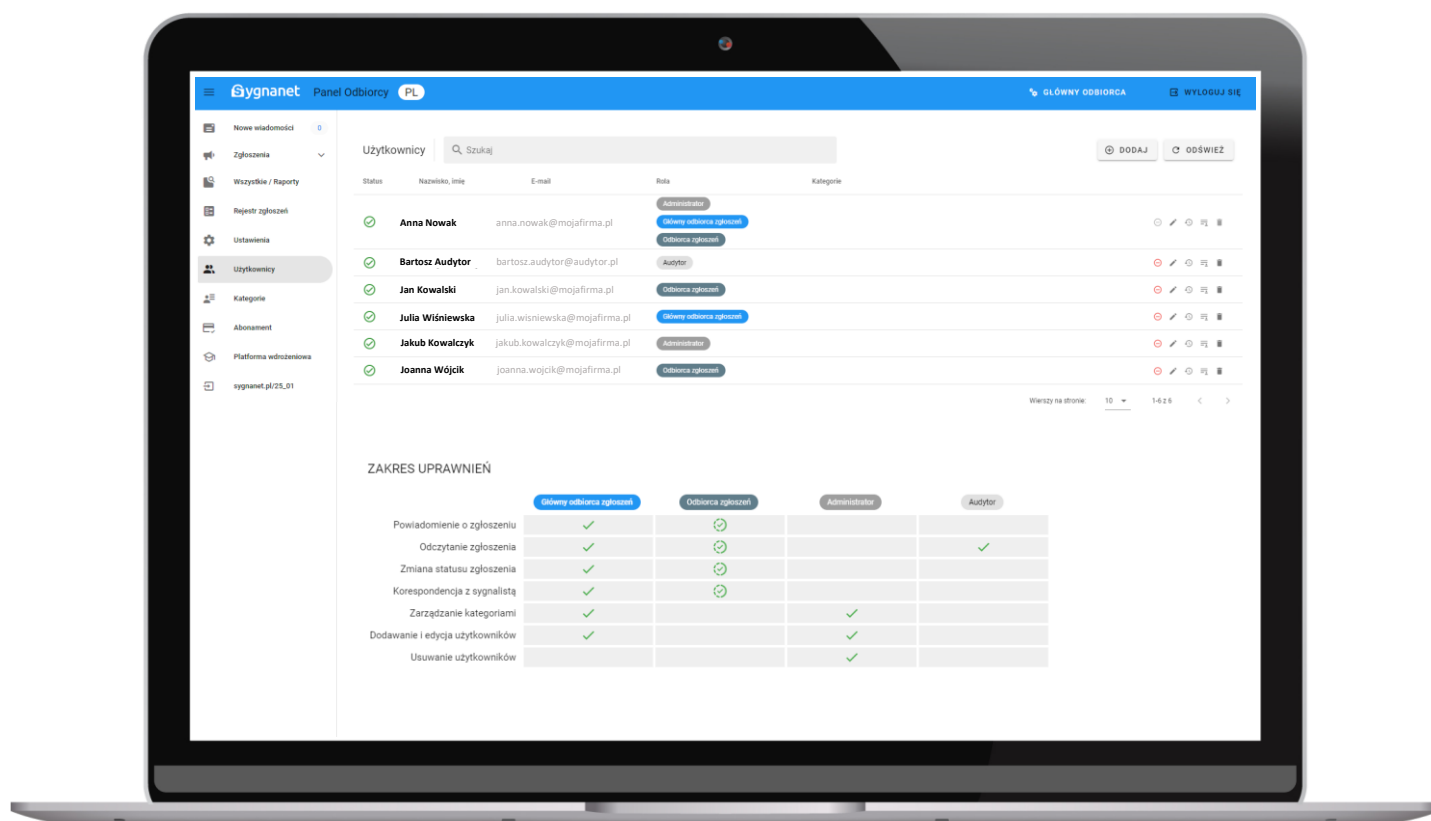 Sygnanet Panel Odbiorcy PL GŁÓWNY ODBIORCA WYLOGUJ SIĘ
Nowe wiadomości 0
Zgłoszenia
Wszystkie / Raporty
Rejestr zgłoszeń
Ustawienia
Użytkownicy
Kategorie
Abonament
Platforma wdrożeniowa
sygnanet.pl/25_01
Użytkownicy Szukaj DODAJ ODŚWIEŻ
Status Nazwisko, imię E-mail Rola Kategorie
Administrator
Anna Nowak anna.nowak@mojafirma.pl Główny odbiorca zgłoszeń
Odbiorca zgłoszeń
Bartosz Audytor bartosz.audytor@audytor.pl Audytor
Jan Kowalski jan.kowalski@mojafirma.pl Odbiorca zgłoszeń
Julia Wiśniewska julia.wisniewska@mojafirma.pl Główny odbiorca zgłoszeń
Jakub Kowalczyk jakub.kowalczyk@mojafirma.pl Administrator
Joanna Wójcik joanna.wojcik@mojafirma.pl Odbiorca zgłoszeń
Wierszy na stronie: 10 1-6 z 6
ZAKRES UPRAWNIEŃ
Główny odbiorca zgłoszeń Odbiorca zgłoszeń Administrator Audytor
Powiadomienie o zgłoszeniu
Odczytanie zgłoszenia
Zmiana statusu zgłoszenia
Korespondencja z sygnalistą
Zarządzanie kategoriami
Dodawanie i edycja użytkowników
Usuwanie użytkowników